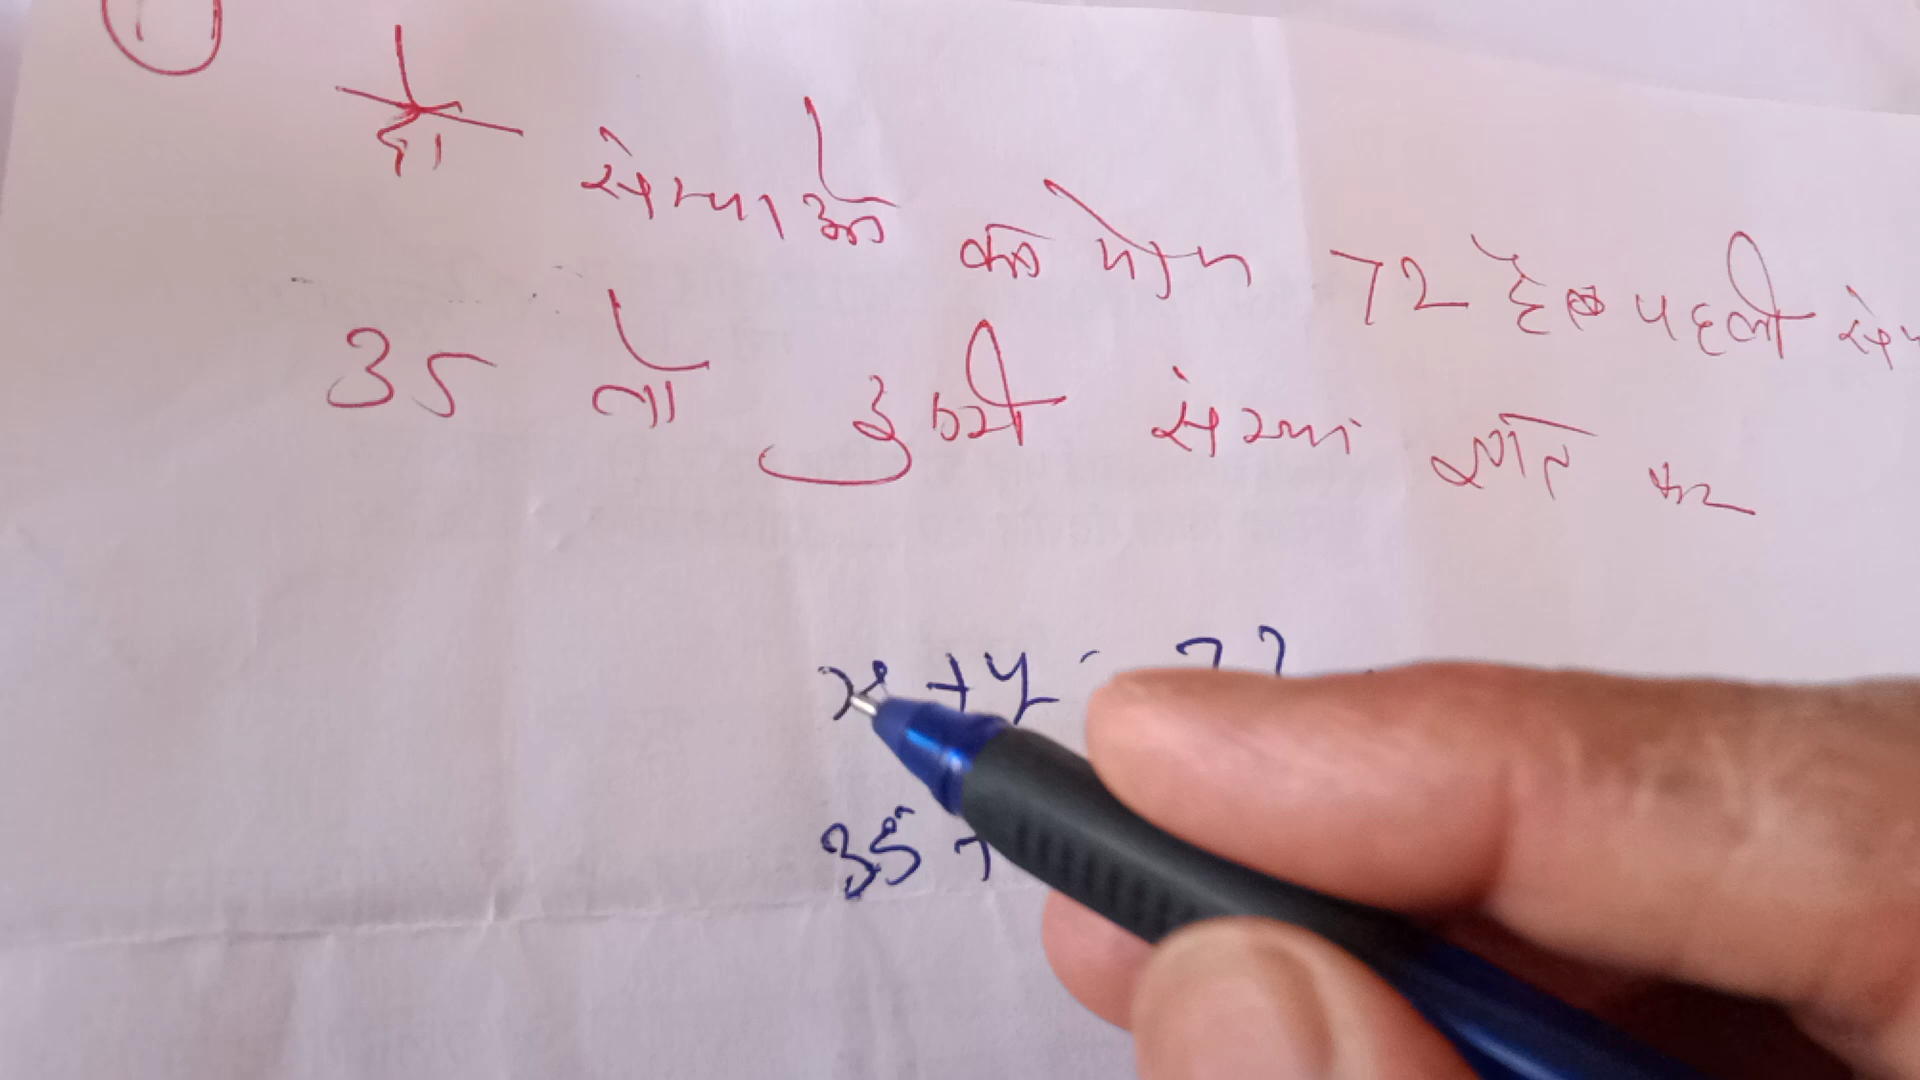 दो संख्याओं का योग 72 है पहली
35 तो दुसरी संख्या ज्ञात कर
x + y = 72
35 +